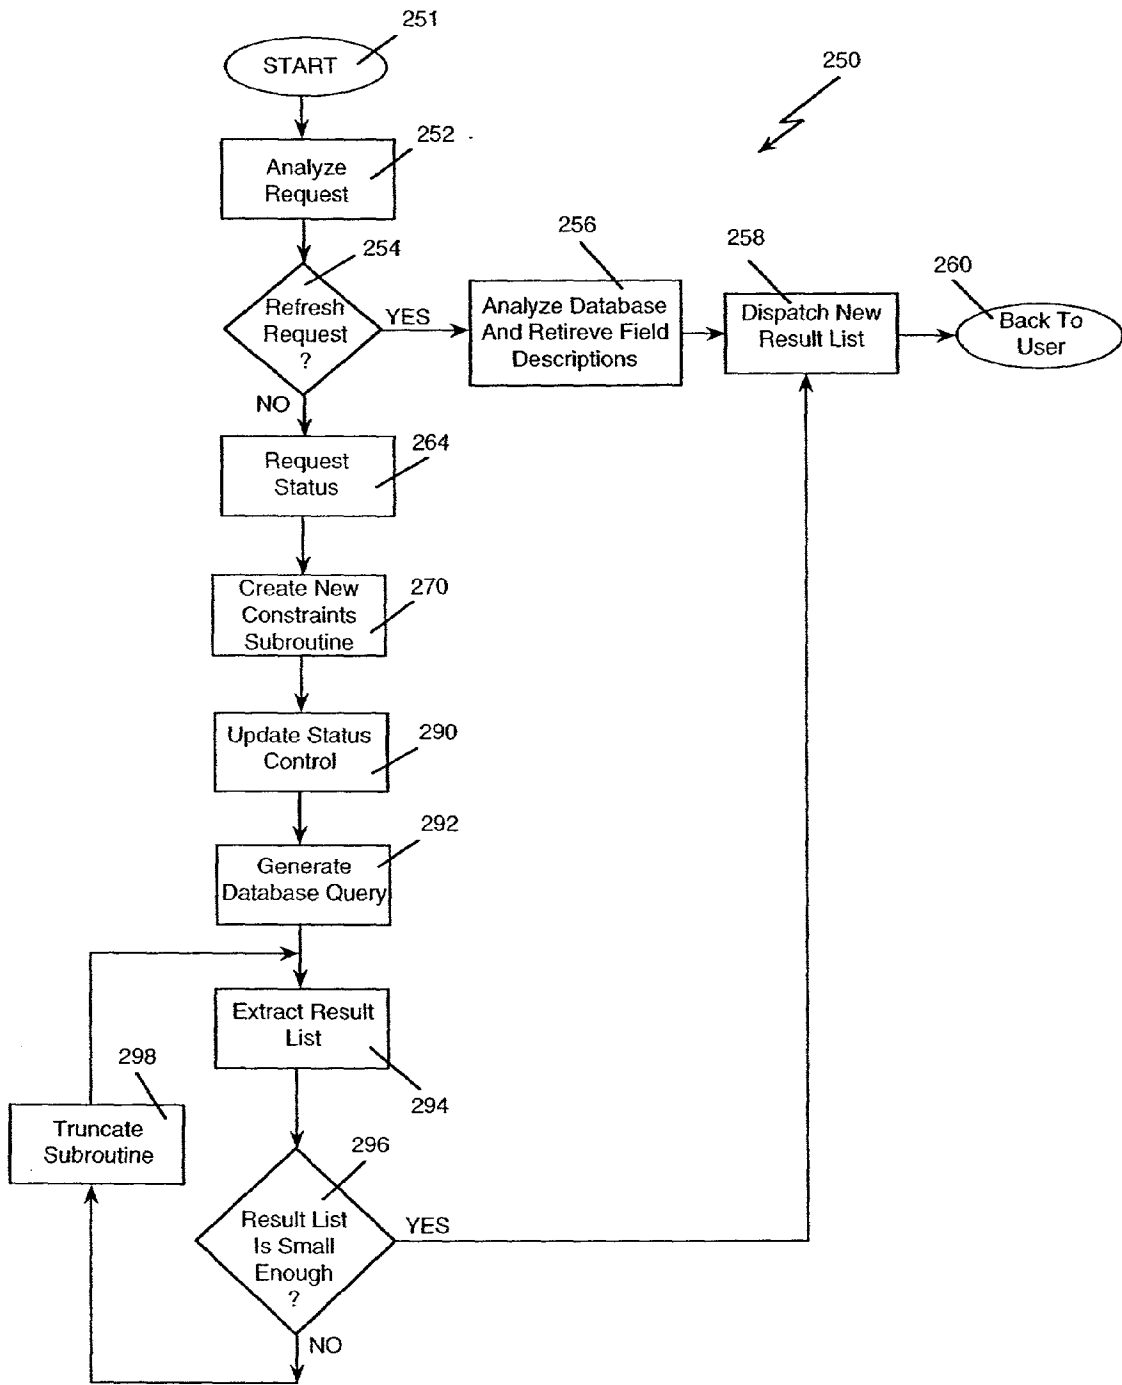 251
START
250
252
Analyze
Request
254
Refresh
Request
?
YES
NO
256
Analyze Database
And Retireve Field
Descriptions
258
Dispatch New
Result List
260
Back To
User
264
Request
Status
270
Create New
Constraints
Subroutine
290
Update Status
Control
292
Generate
Database Query
Extract Result
List
294
298
Truncate
Subroutine
296
Result List
Is Small
Enough
?
YES
NO